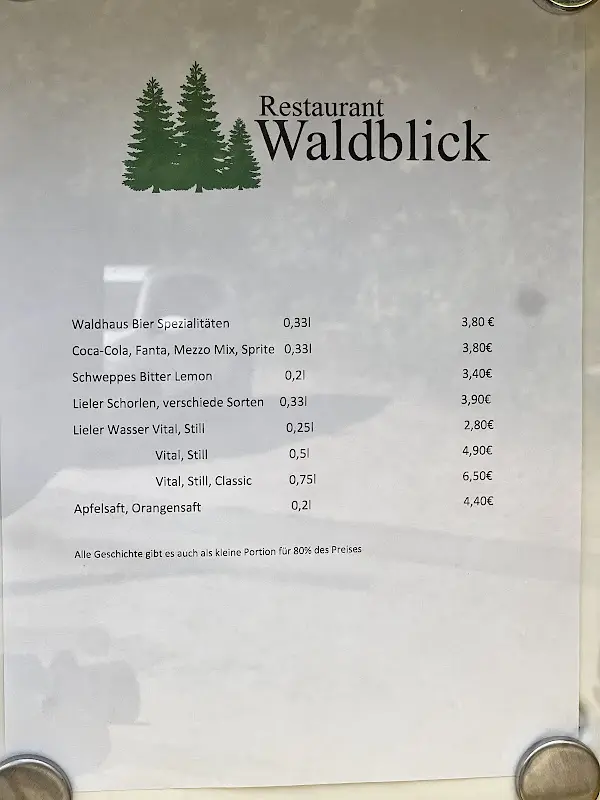 Restaurant
Waldblick
Waldhaus Bier Spezialitäten 0,33l 3,80 €
Coca-Cola, Fanta, Mezzo Mix, Sprite 0,33l 3,80€
Schweppes Bitter Lemon 0,2l 3,40€
Lieler Schorlen, verschiede Sorten 0,33l 3,90€
Lieler Wasser Vital, Still 0,25l 2,80€
Vital, Still 0,5l 4,90€
Vital, Still, Classic 0,75l 6,50€
Apfelsaft, Orangensaft 0,2l 4,40€
Alle Geschichte gibt es auch als kleine Portion für 80% des Preises